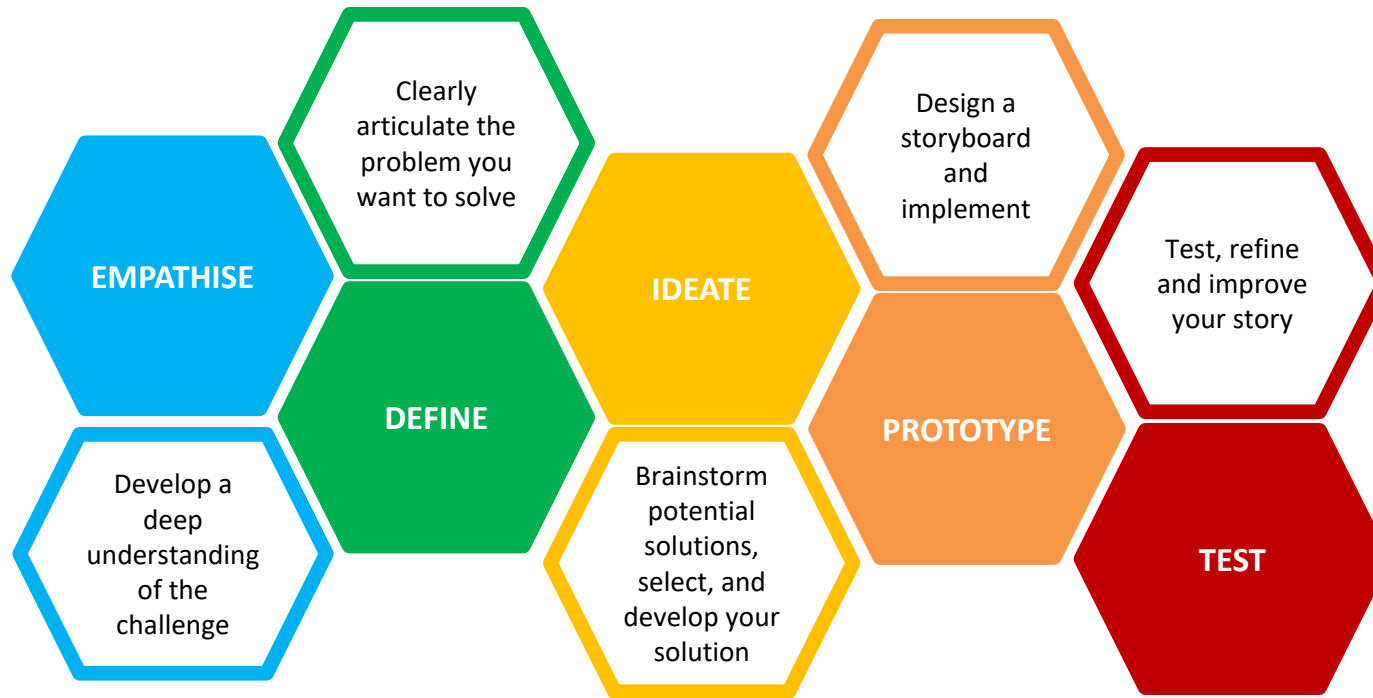 EMPATHISE
Develop a
deep
understanding
of the
challenge
Clearly
articulate the
problem you
want to solve
DEFINE
IDEATE
Brainstorm
potential
solutions,
select, and
develop your
solution
Design a
storyboard
and
implement
PROTOTYPE
Test, refine
and improve
your story
TEST